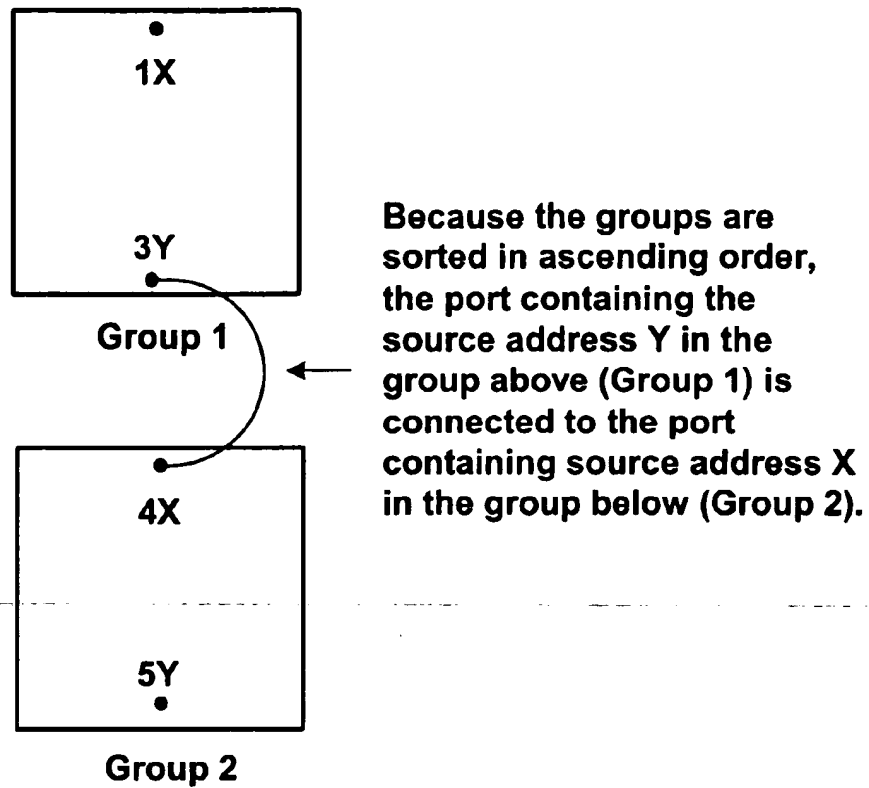 1X
3Y
Group 1
Because the groups are
sorted in ascending order,
the port containing the
source address Y in the
group above (Group 1) is
connected to the port
containing source address X
in the group below (Group 2).
4X
5Y
Group 2